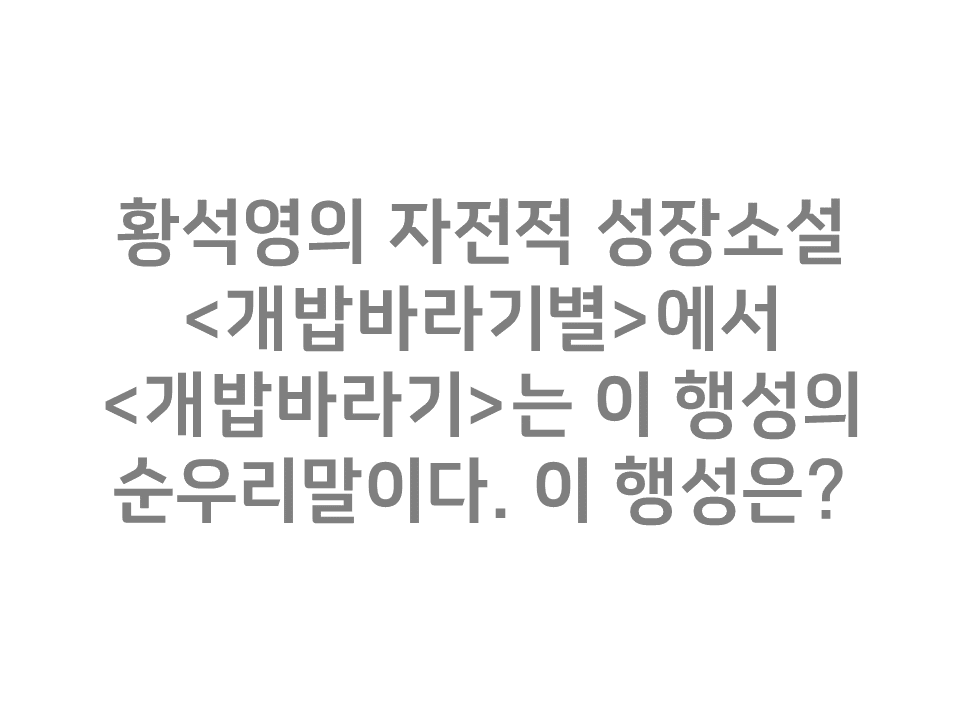 황석영의 자전적 성장소설
<개밥바라기별>에서
<개밥바라기>는 이 행성의
순우리말이다. 이 행성은?